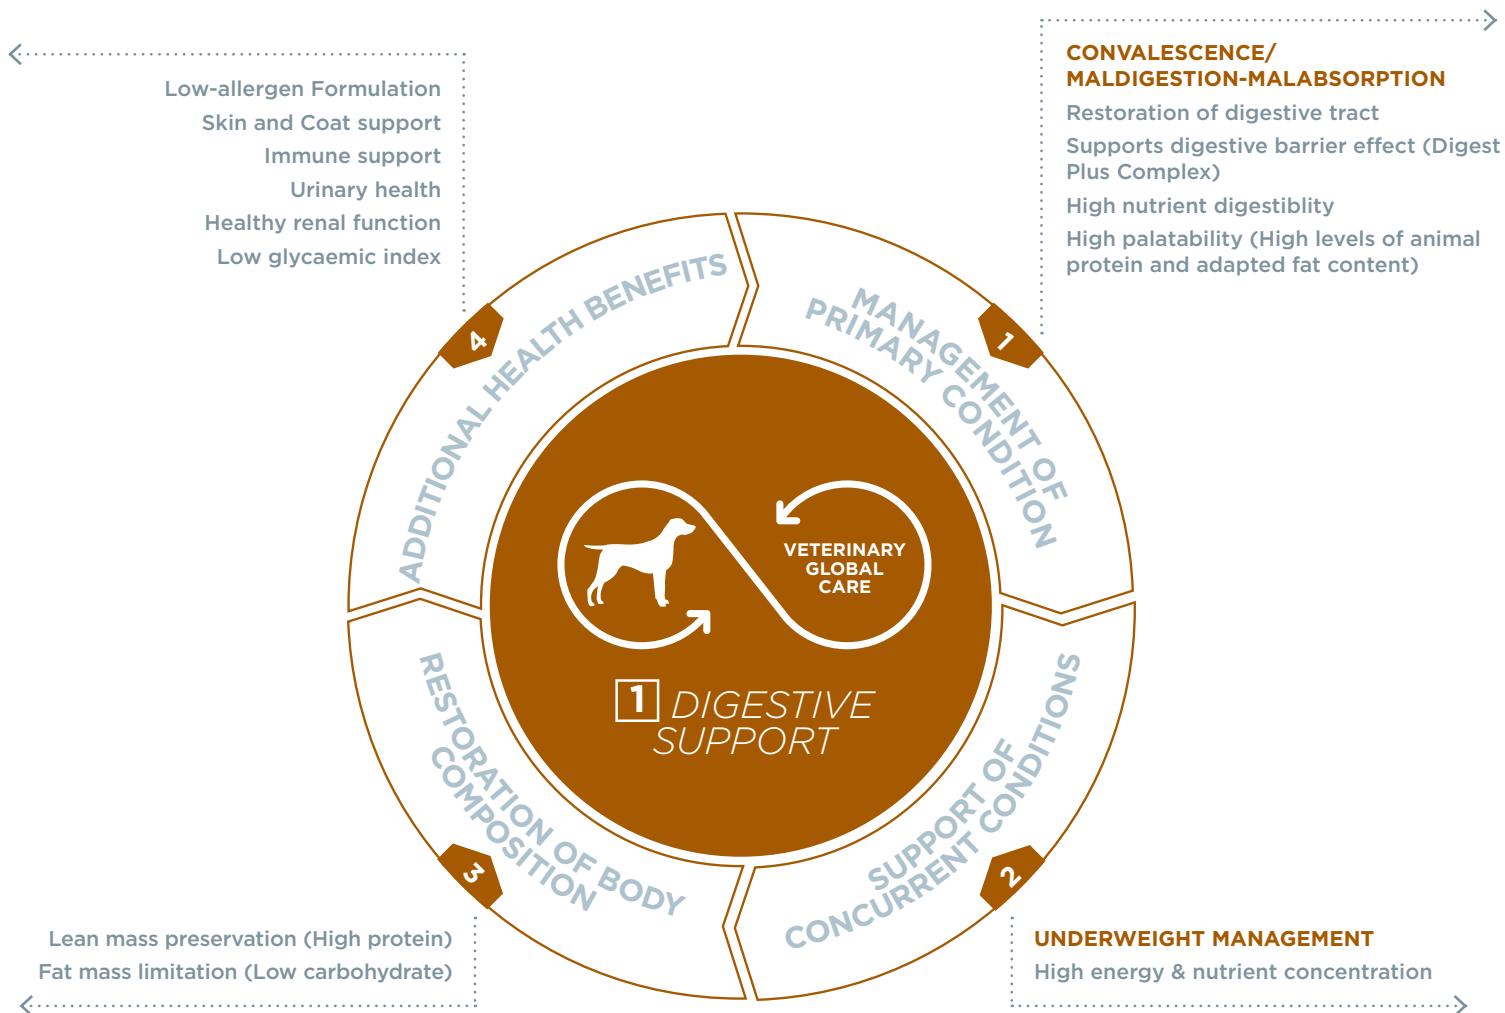 CONVALESCENCE/
MALDIGESTION-MALABSORPTION
Restoration of digestive tract
Supports digestive barrier effect (Digest
Plus Complex)
High nutrient digestiblity
High palatability (High levels of animal
protein and adapted fat content)
Low-allergen Formulation
Skin and Coat support
Immune support
Urinary health
Healthy renal function
Low glycaemic index
4
ADDITIONAL HEALTH BENEFITS
1
MANAGEMENT OF
PRIMARY CONDITION
VETERINARY
GLOBAL
CARE
1 DIGESTIVE
SUPPORT
3
RESTORATION OF BODY
COMPOSITION
2
SUPPORT OF
CONCURRENT CONDITIONS
Lean mass preservation (High protein)
Fat mass limitation (Low carbohydrate)
UNDERWEIGHT MANAGEMENT
High energy & nutrient concentration